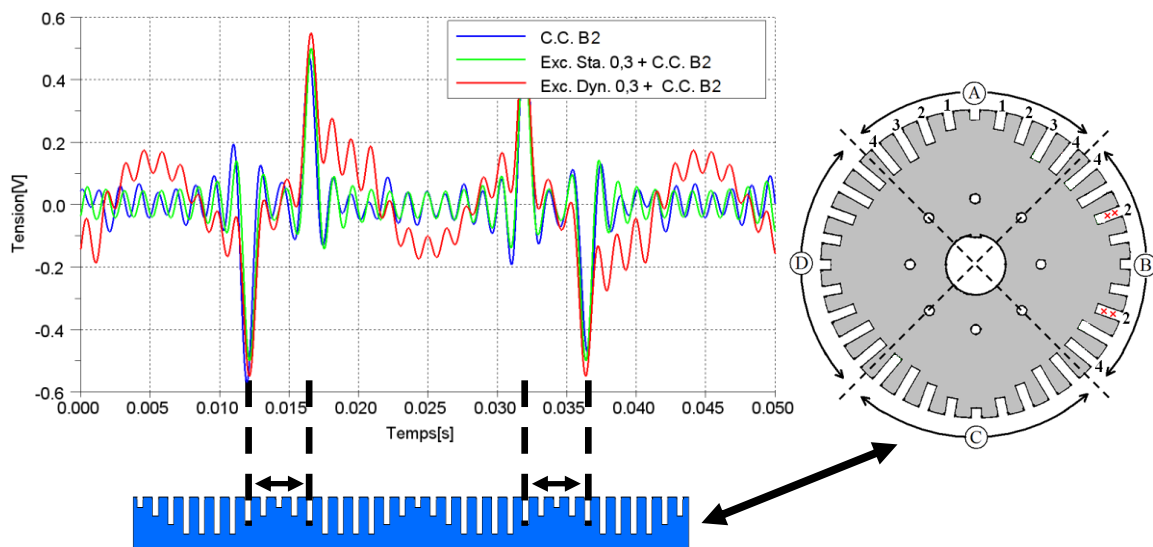 0.6
0.4
0.2
0.0
-0.2
-0.4
-0.6
Tension[V]
C.C. B2
Exc. Sta. 0,3 + C.C. B2
Exc. Dyn. 0,3 + C.C. B2
0.000 0.005 0.010 0.015 0.020 0.025 0.030 0.035 0.040 0.045 0.050
Temps[s]
A
4 3 2 1 1 2 3 4
4
xx 2
D
B
xx 2
4
C